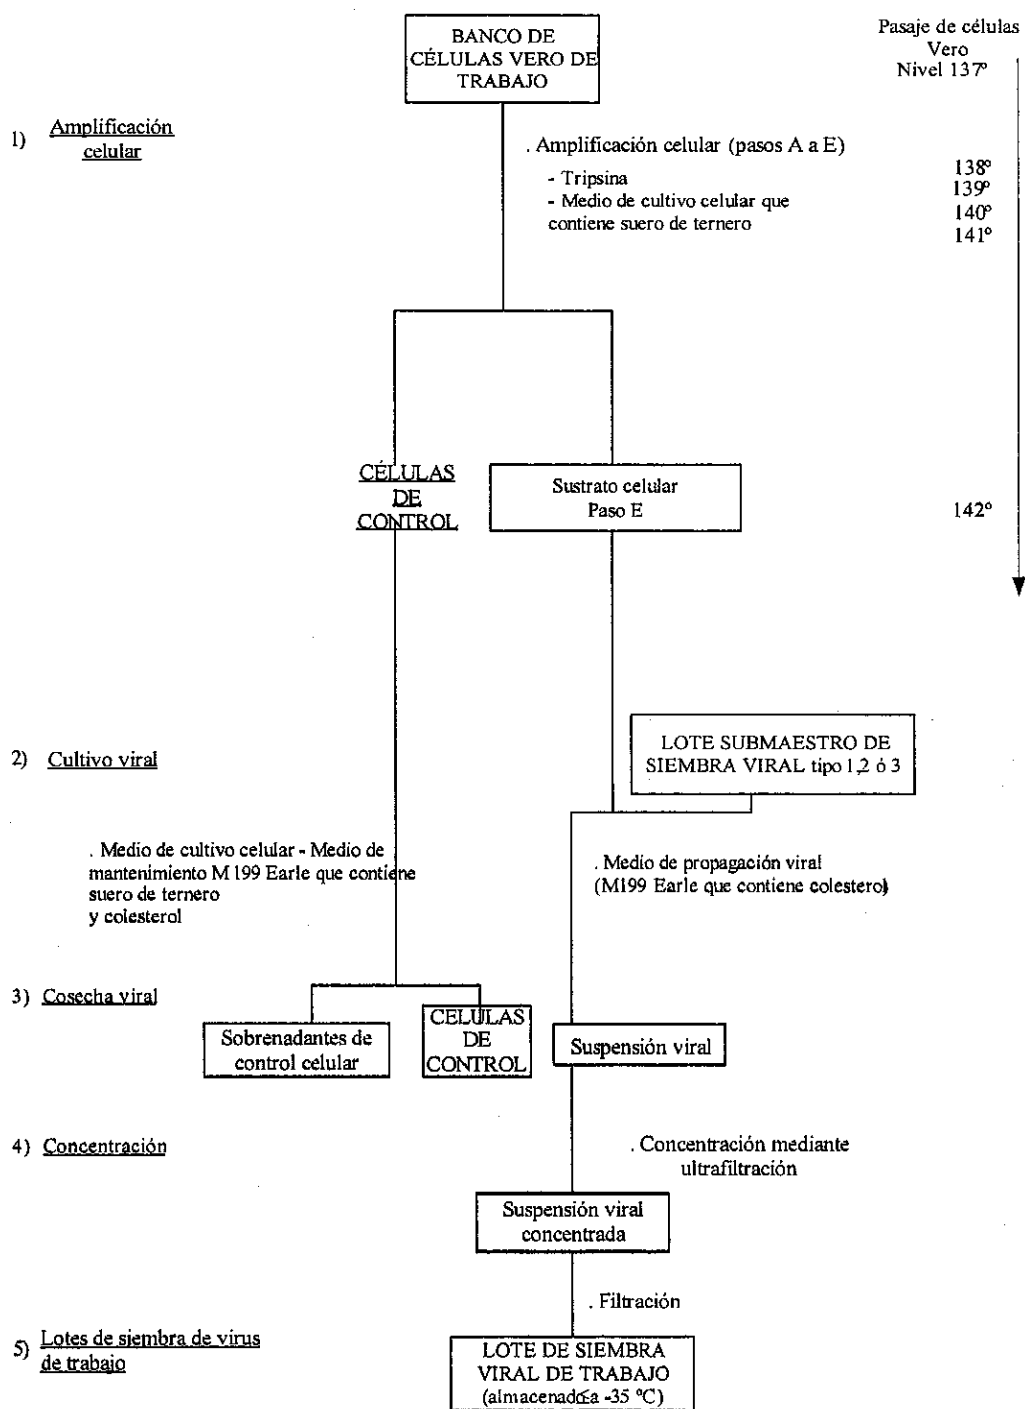 BANCO DE
CÉLULAS VERO DE
TRABAJO
Pasaje de células
Vero
Nivel 137º
1) Amplificación
celular
. Amplificación celular (pasos A a E)
- Tripsina
- Medio de cultivo celular que
contiene suero de ternero
138º
139º
140º
141º
CÉLULAS
DE
CONTROL
Sustrato celular
Paso E
142º
2) Cultivo viral
LOTE SUBMAESTRO DE
SIEMBRA VIRAL tipo 1,2 ó 3
. Medio de cultivo celular - Medio de
mantenimiento M 199 Earle que contiene
suero de ternero
y colesterol
. Medio de propagación viral
(M199 Earle que contiene colesterol)
3) Cosecha viral
Sobrenadantes de
control celular
CELULAS
DE
CONTROL
Suspensión viral
4) Concentración
. Concentración mediante
ultrafiltración
Suspensión viral
concentrada
. Filtración
5) Lotes de siembra de virus
de trabajo
LOTE DE SIEMBRA
VIRAL DE TRABAJO
(almacenado≤a -35 ºC)